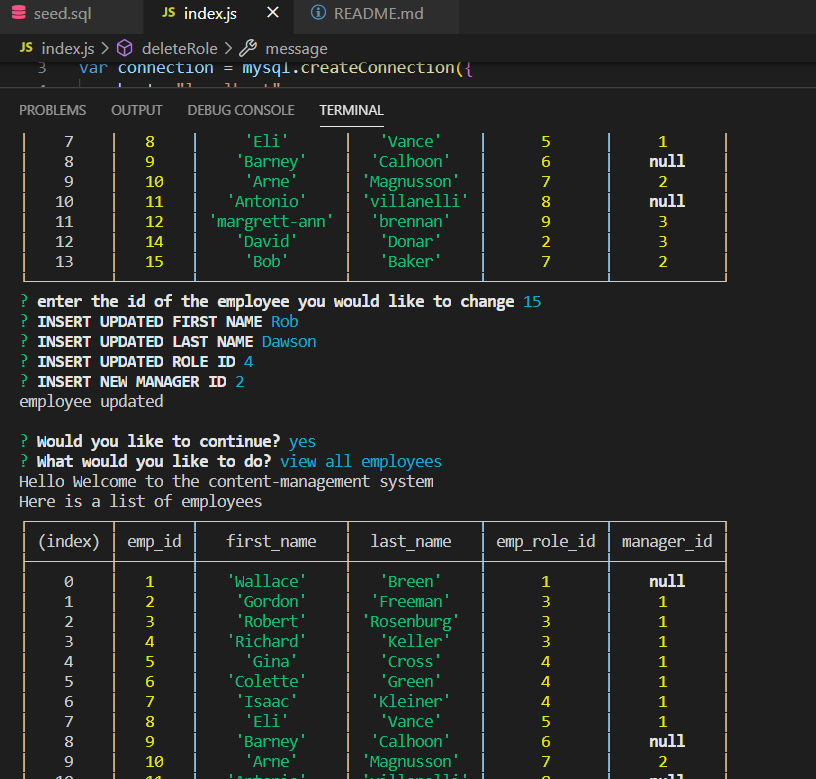 seed.sql JS index.js × README.md
JS index.js > deleteRole > message
3 var connection = mysql.createConnection({
PROBLEMS OUTPUT DEBUG CONSOLE TERMINAL
7 8 'Eli' 'Vance' 5 1
8 9 'Barney' 'Calhoon' 6 null
9 10 'Arne' 'Magnusson' 7 2
10 11 'Antonio' 'villanelli' 8 null
11 12 'margrett-ann' 'brennan' 9 3
12 14 'David' 'Donar' 2 3
13 15 'Bob' 'Baker' 7 2
? enter the id of the employee you would like to change 15
? INSERT UPDATED FIRST NAME Rob
? INSERT UPDATED LAST NAME Dawson
? INSERT UPDATED ROLE ID 4
? INSERT NEW MANAGER ID 2
employee updated
? Would you like to continue? yes
? What would you like to do? view all employees
Hello Welcome to the content-management system
Here is a list of employees
(index) emp_id first_name last_name emp_role_id manager_id
0 1 'Wallace' 'Breen' 1 null
1 2 'Gordon' 'Freeman' 3 1
2 3 'Robert' 'Rosenburg' 3 1
3 4 'Richard' 'Keller' 3 1
4 5 'Gina' 'Cross' 4 1
5 6 'Colette' 'Green' 4 1
6 7 'Isaac' 'Kleiner' 4 1
7 8 'Eli' 'Vance' 5 1
8 9 'Barney' 'Calhoon' 6 null
9 10 'Arne' 'Magnusson' 7 2